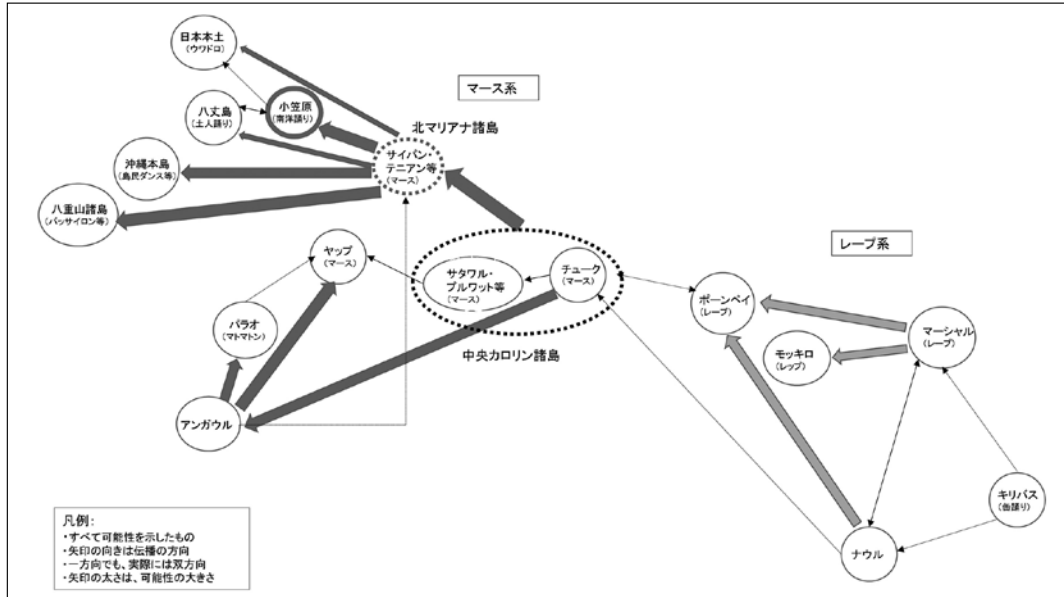 日本本土
(ウワドロ)
マース系
八丈島
(土人踊り)
小笠原
(南洋踊り)
北マリアナ諸島
沖縄本島
(島民ダンス等)
サイパン・
テニアン等
(マース)
八重山諸島
(パッサイロン等)
レープ系
ヤップ
(マース)
サタワル・
プルワット等
(マース)
チューク
(マース)
ポーンペイ
(レープ)
パラオ
(マトマトン)
マーシャル
(レープ)
モッキロ
(レップ)
中央カロリン諸島
アンガウル
キリバス
(缶踊り)
ナウル
凡例:
・すべて可能性を示したもの
・矢印の向きは伝播の方向
・一方向でも、実際には双方向
・矢印の太さは、可能性の大きさ